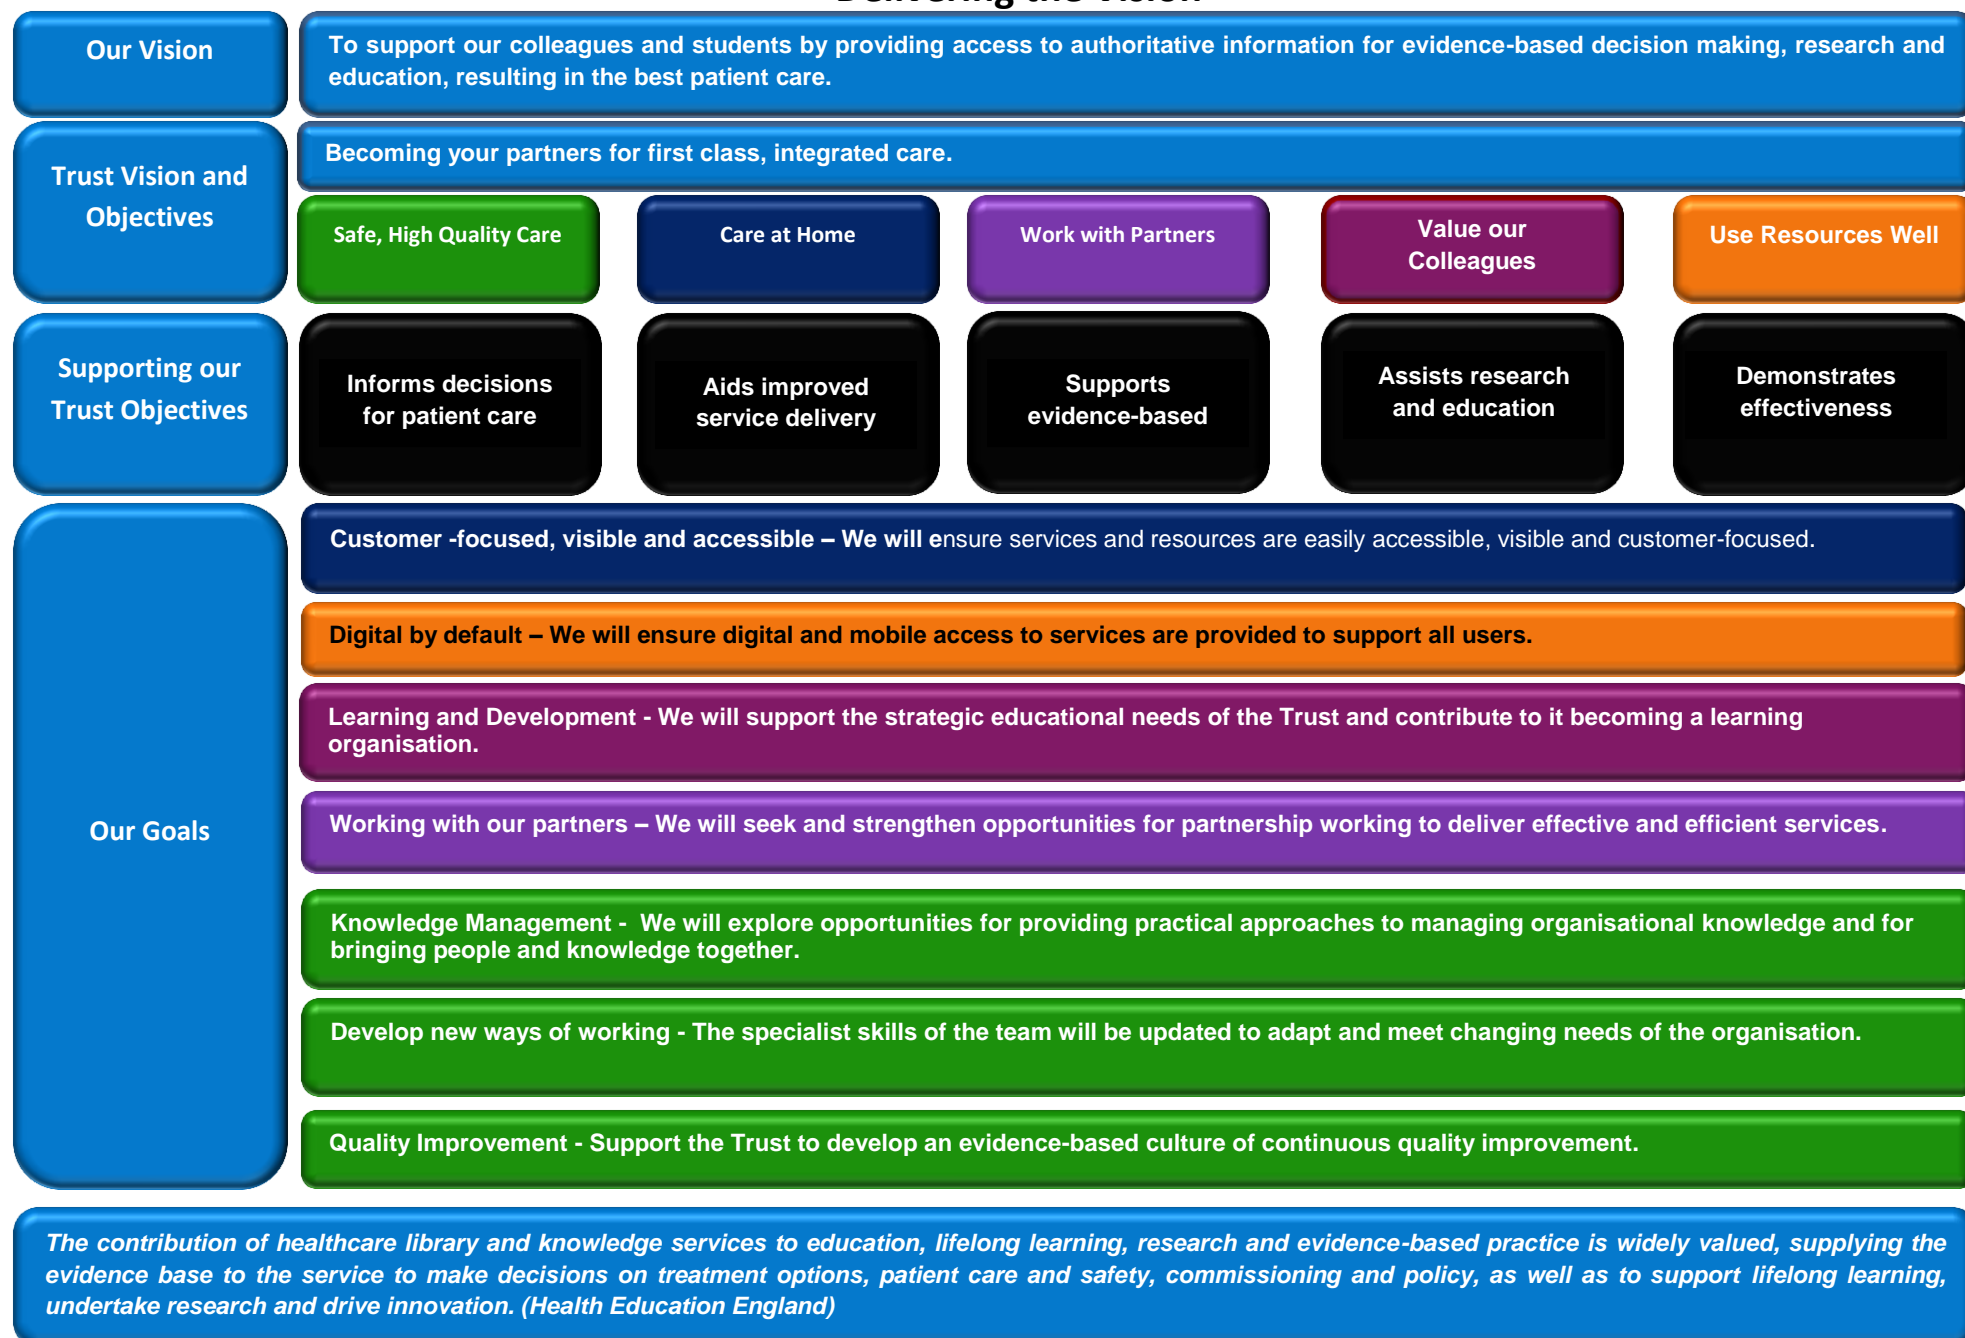 Delivering the Vision
Our Vision
To support our colleagues and students by providing access to authoritative information for evidence-based decision making, research and
education, resulting in the best patient care.
Trust Vision and
Objectives
Becoming your partners for first class, integrated care.
Safe, High Quality Care
Care at Home
Work with Partners
Value our
Colleagues
Use Resources Well
Supporting our
Trust Objectives
Informs decisions
for patient care
Aids improved
service delivery
Supports
evidence-based
Assists research
and education
Demonstrates
effectiveness
Our Goals
Customer -focused, visible and accessible – We will ensure services and resources are easily accessible, visible and customer-focused.
Digital by default – We will ensure digital and mobile access to services are provided to support all users.
Learning and Development - We will support the strategic educational needs of the Trust and contribute to it becoming a learning
organisation.
Working with our partners – We will seek and strengthen opportunities for partnership working to deliver effective and efficient services.
Knowledge Management -  We will explore opportunities for providing practical approaches to managing organisational knowledge and for
bringing people and knowledge together.
Develop new ways of working - The specialist skills of the team will be updated to adapt and meet changing needs of the organisation.
Quality Improvement - Support the Trust to develop an evidence-based culture of continuous quality improvement.
The contribution of healthcare library and knowledge services to education, lifelong learning, research and evidence-based practice is widely valued, supplying the
evidence base to the service to make decisions on treatment options, patient care and safety, commissioning and policy, as well as to support lifelong learning,
undertake research and drive innovation. (Health Education England)